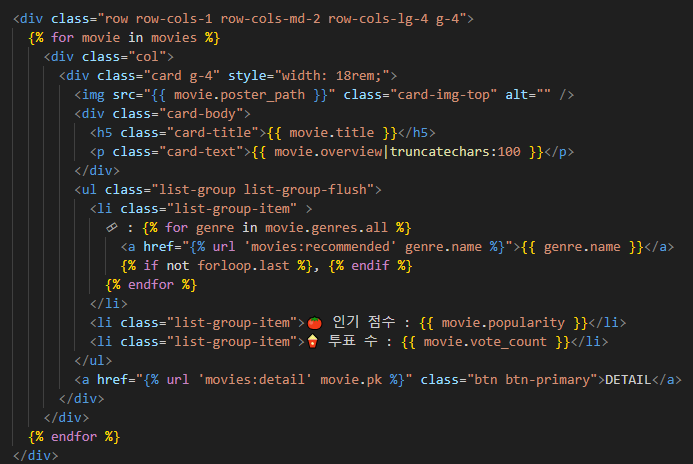 <div class="row row-cols-1 row-cols-md-2 row-cols-lg-4 g-4">
  {% for movie in movies %}
    <div class="col">
      <div class="card g-4" style="width: 18rem;">
        <img src="{{ movie.poster_path }}" class="card-img-top" alt="" />
        <div class="card-body">
          <h5 class="card-title">{{ movie.title }}</h5>
          <p class="card-text">{{ movie.overview|truncatechars:100 }}</p>
        </div>
        <ul class="list-group list-group-flush">
          <li class="list-group-item" >
            🔗 : {% for genre in movie.genres.all %}
              <a href="{% url 'movies:recommended' genre.name %}">{{ genre.name }}</a>
              {% if not forloop.last %}, {% endif %}
            {% endfor %}
          </li>
          <li class="list-group-item">🍅 인기 점수 : {{ movie.popularity }}</li>
          <li class="list-group-item">🍿 투표 수 : {{ movie.vote_count }}</li>
        </ul>
        <a href="{% url 'movies:detail' movie.pk %}" class="btn btn-primary">DETAIL</a>
      </div>
    </div>
  {% endfor %}
</div>